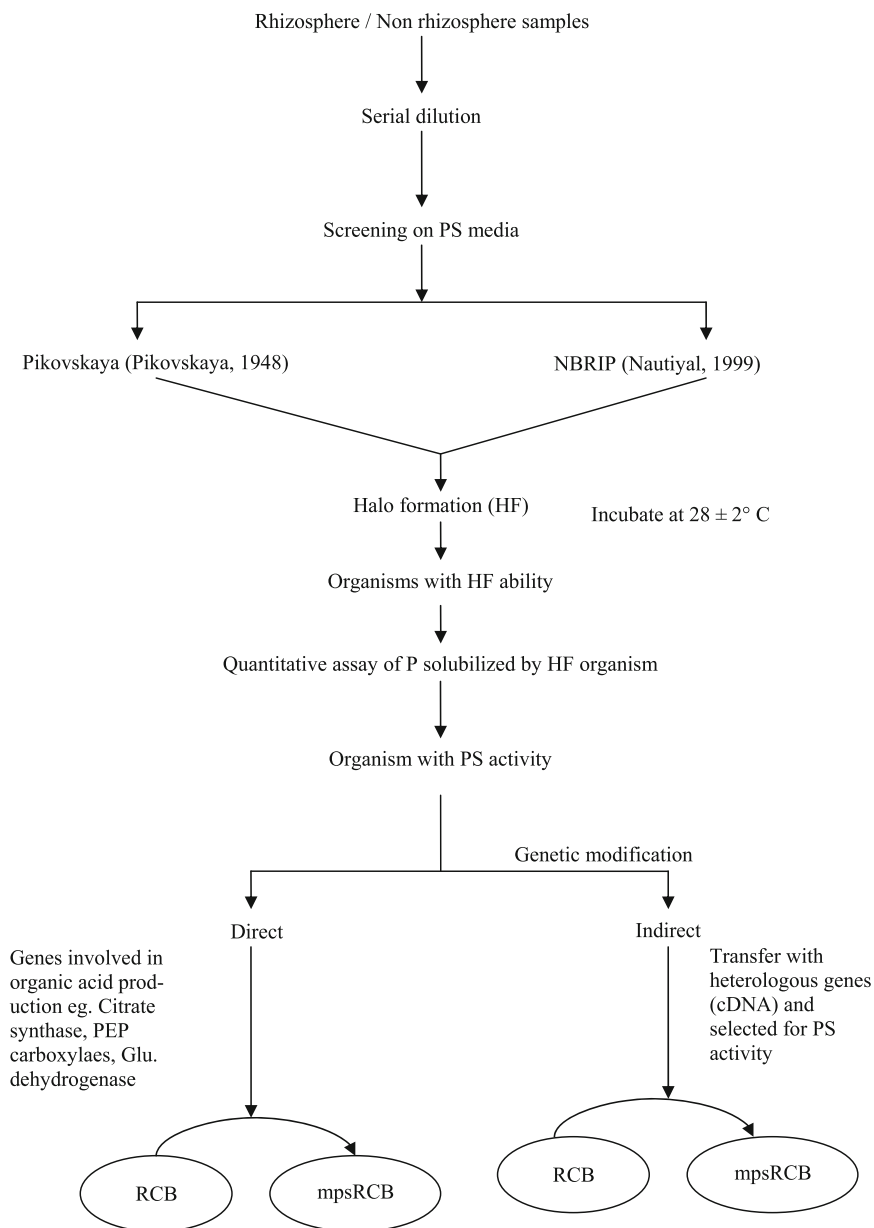 Rhizosphere / Non rhizosphere samples
Serial dilution
Screening on PS media
Pikovskaya (Pikovskaya, 1948)
NBRIP (Nautiyal, 1999)
Halo formation (HF)
Incubate at 28 ± 2° C
Organisms with HF ability
Quantitative assay of P solubilized by HF organism
Organism with PS activity
Genetic modification
Direct
Indirect
Genes involved in
organic acid prod-
uction eg. Citrate
synthase, PEP
carboxylaes, Glu.
dehydrogenase
Transfer with
heterologous genes
(cDNA) and
selected for PS
activity
RCB
mpsRCB
RCB
mpsRCB